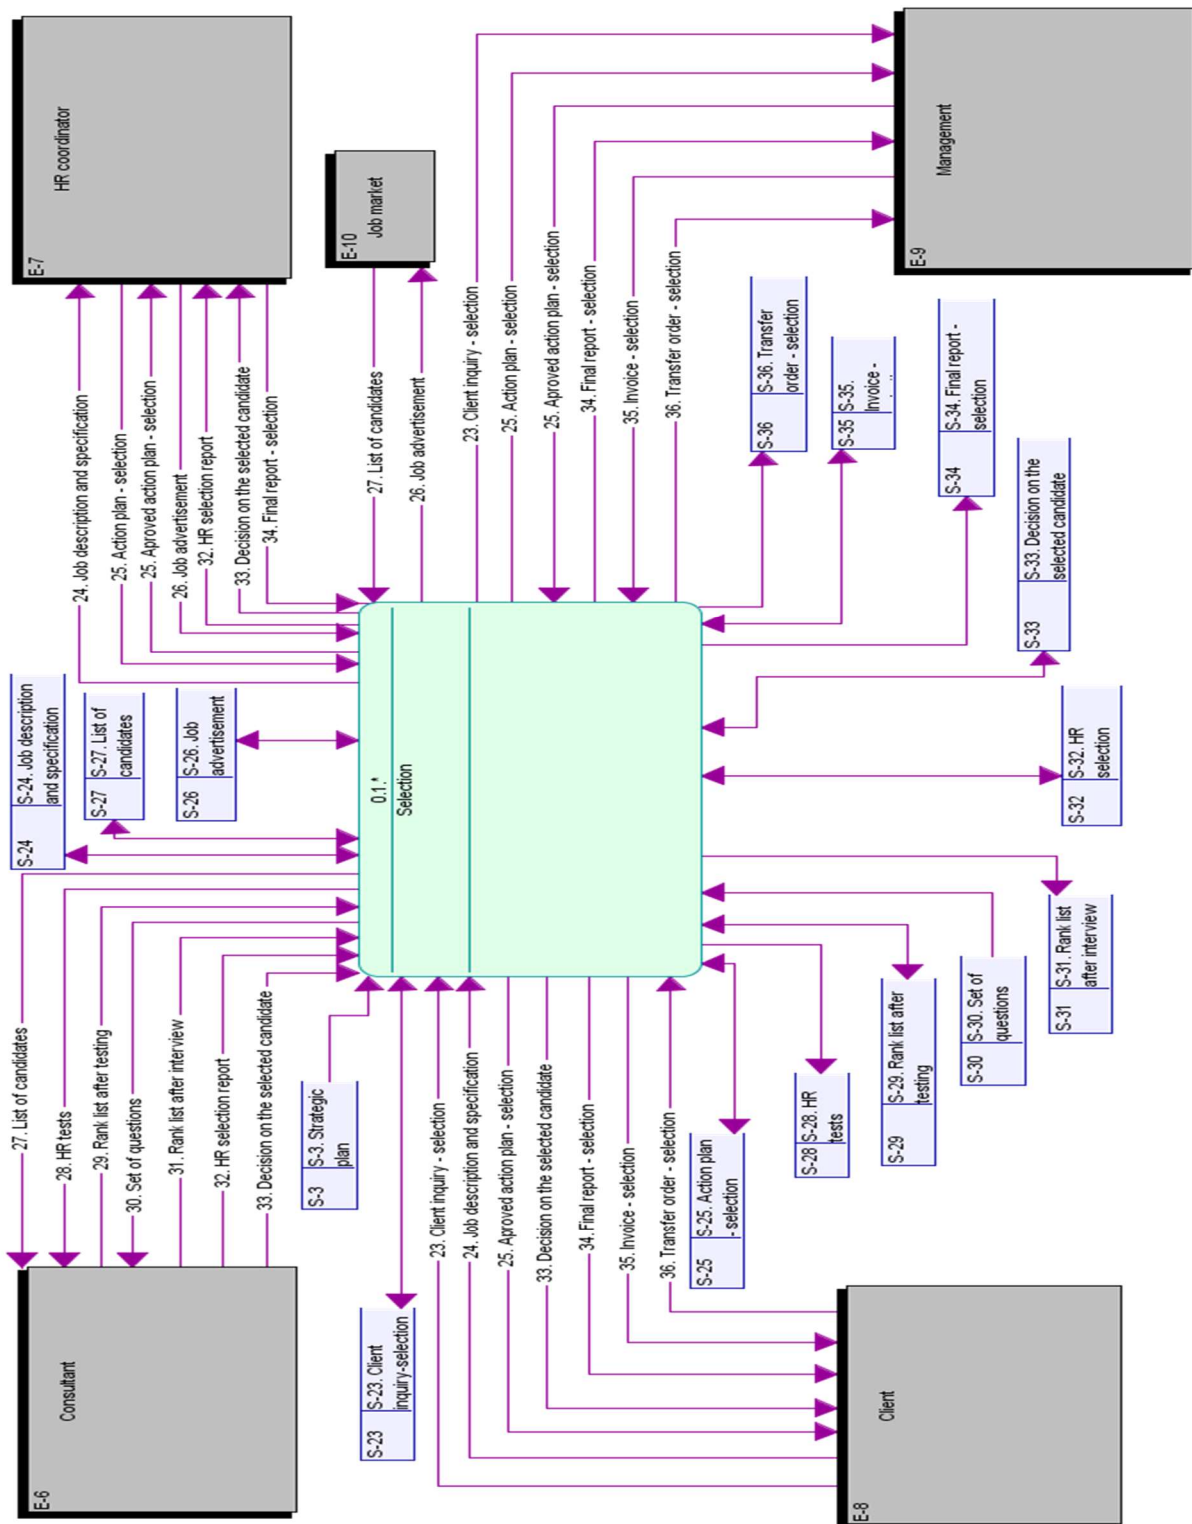 E-6
Consultant
27. List of candidates
28. HR tests
29. Rank list after testing
30. Set of questions
31. Rank list after interview
32. HR selection report
33. Decision on the selected candidate
S-24
S-24. Job description
and specification
S-27
S-27. List of
candidates
S-26
S-26. Job
advertisement
24. Job description and specification
25. Action plan - selection
25. Aproved action plan - selection
26. Job advertisement
32. HR selection report
33. Decision on the selected candidate
34. Final report - selection
E-7
HR coordinator
S-3
S-3. Strategic
plan
S-23
S-23. Client
inquiry-selection
0.1.*
Selection
E-10
Job market
27. List of candidates
26. Job advertisement
23. Client inquiry - selection
24. Job description and specification
25. Aproved action plan - selection
33. Decision on the selected candidate
34. Final report - selection
35. Invoice - selection
36. Transfer order - selection
23. Client inquiry - selection
25. Action plan - selection
25. Aproved action plan - selection
34. Final report - selection
35. Invoice - selection
36. Transfer order - selection
S-25
S-25. Action plan
- selection
S-28
S-28. HR
tests
S-29
S-29. Rank list after
testing
S-30
S-30. Set of
questions
S-31
S-31. Rank list
after interview
S-32
S-32. HR
selection
S-33
S-33. Decision on the
selected candidate
S-34
S-34. Final report -
selection
S-35
S-35.
Invoice -
S-36
S-36. Transfer
order - selection
E-8
Client
E-9
Management